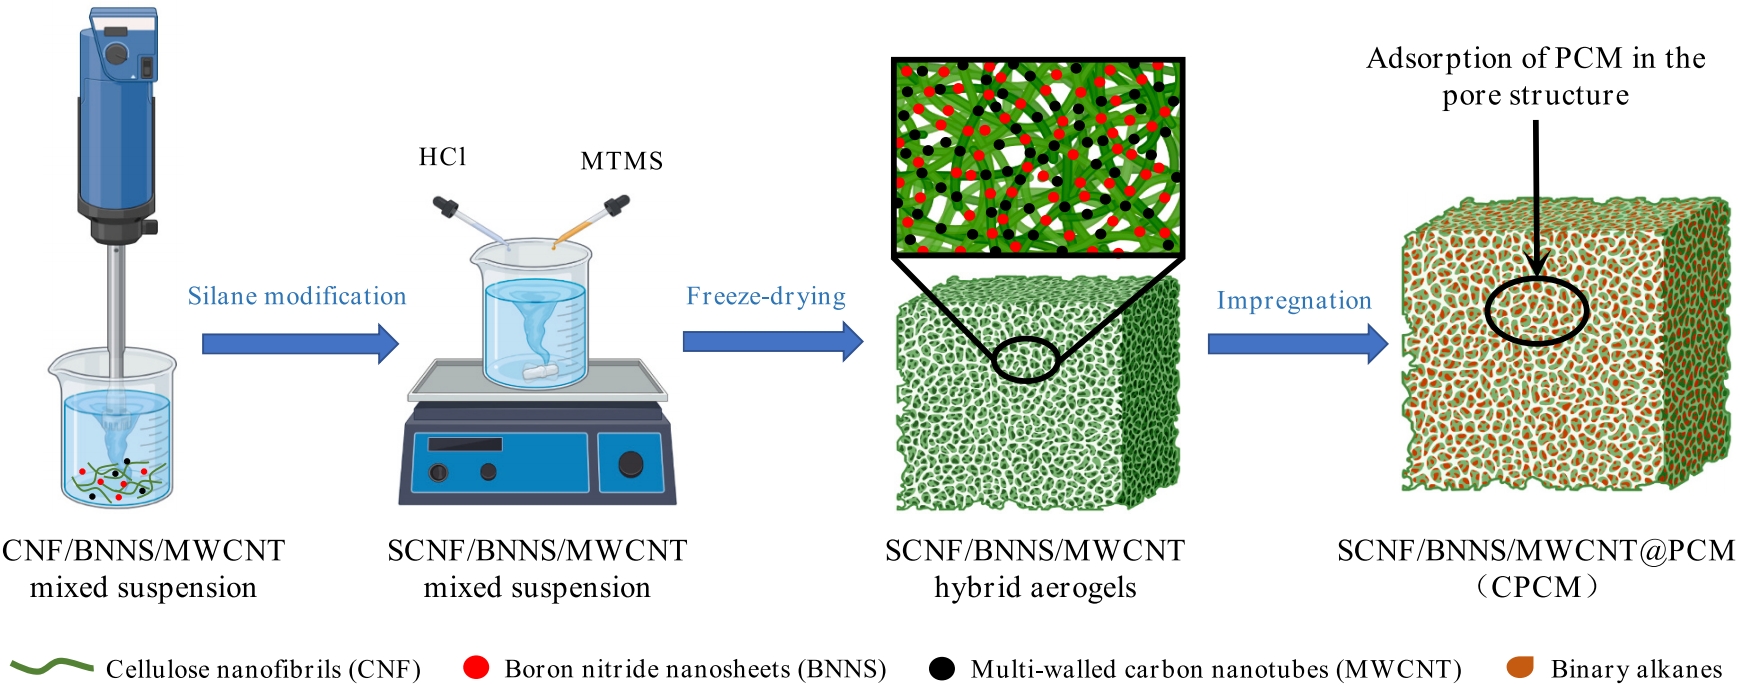 Adsorption of PCM in the
pore structure
HCl
MTMS
Silane modification
Freeze-drying
Impregnation
CNF/BNNS/MWCNT
mixed suspension
SCNF/BNNS/MWCNT
mixed suspension
SCNF/BNNS/MWCNT
hybrid aerogels
SCNF/BNNS/MWCNT@PCM
（CPCM）
Cellulose nanofibrils (CNF)
Boron nitride nanosheets (BNNS)
Multi-walled carbon nanotubes (MWCNT)
Binary alkanes